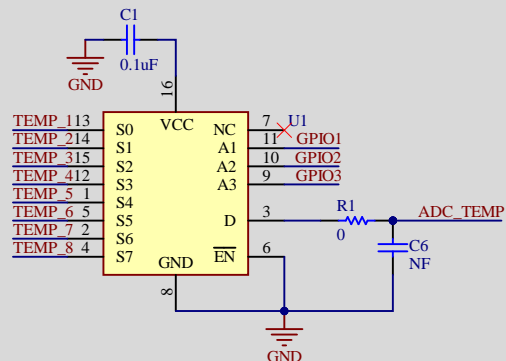 C1
0.1uF
GND
16
VCC
U1
TEMP_1 13 S0
NC 7
TEMP_2 14 S1
A1 11 GPIO1
TEMP_3 15 S2
A2 10 GPIO2
TEMP_4 12 S3
A3 9 GPIO3
TEMP_5 1 S4
TEMP_6 5 S5
D 3
R1
0
ADC_TEMP
TEMP_7 2 S6
TEMP_8 4 S7
GND
EN 6
C6
NF
8
GND